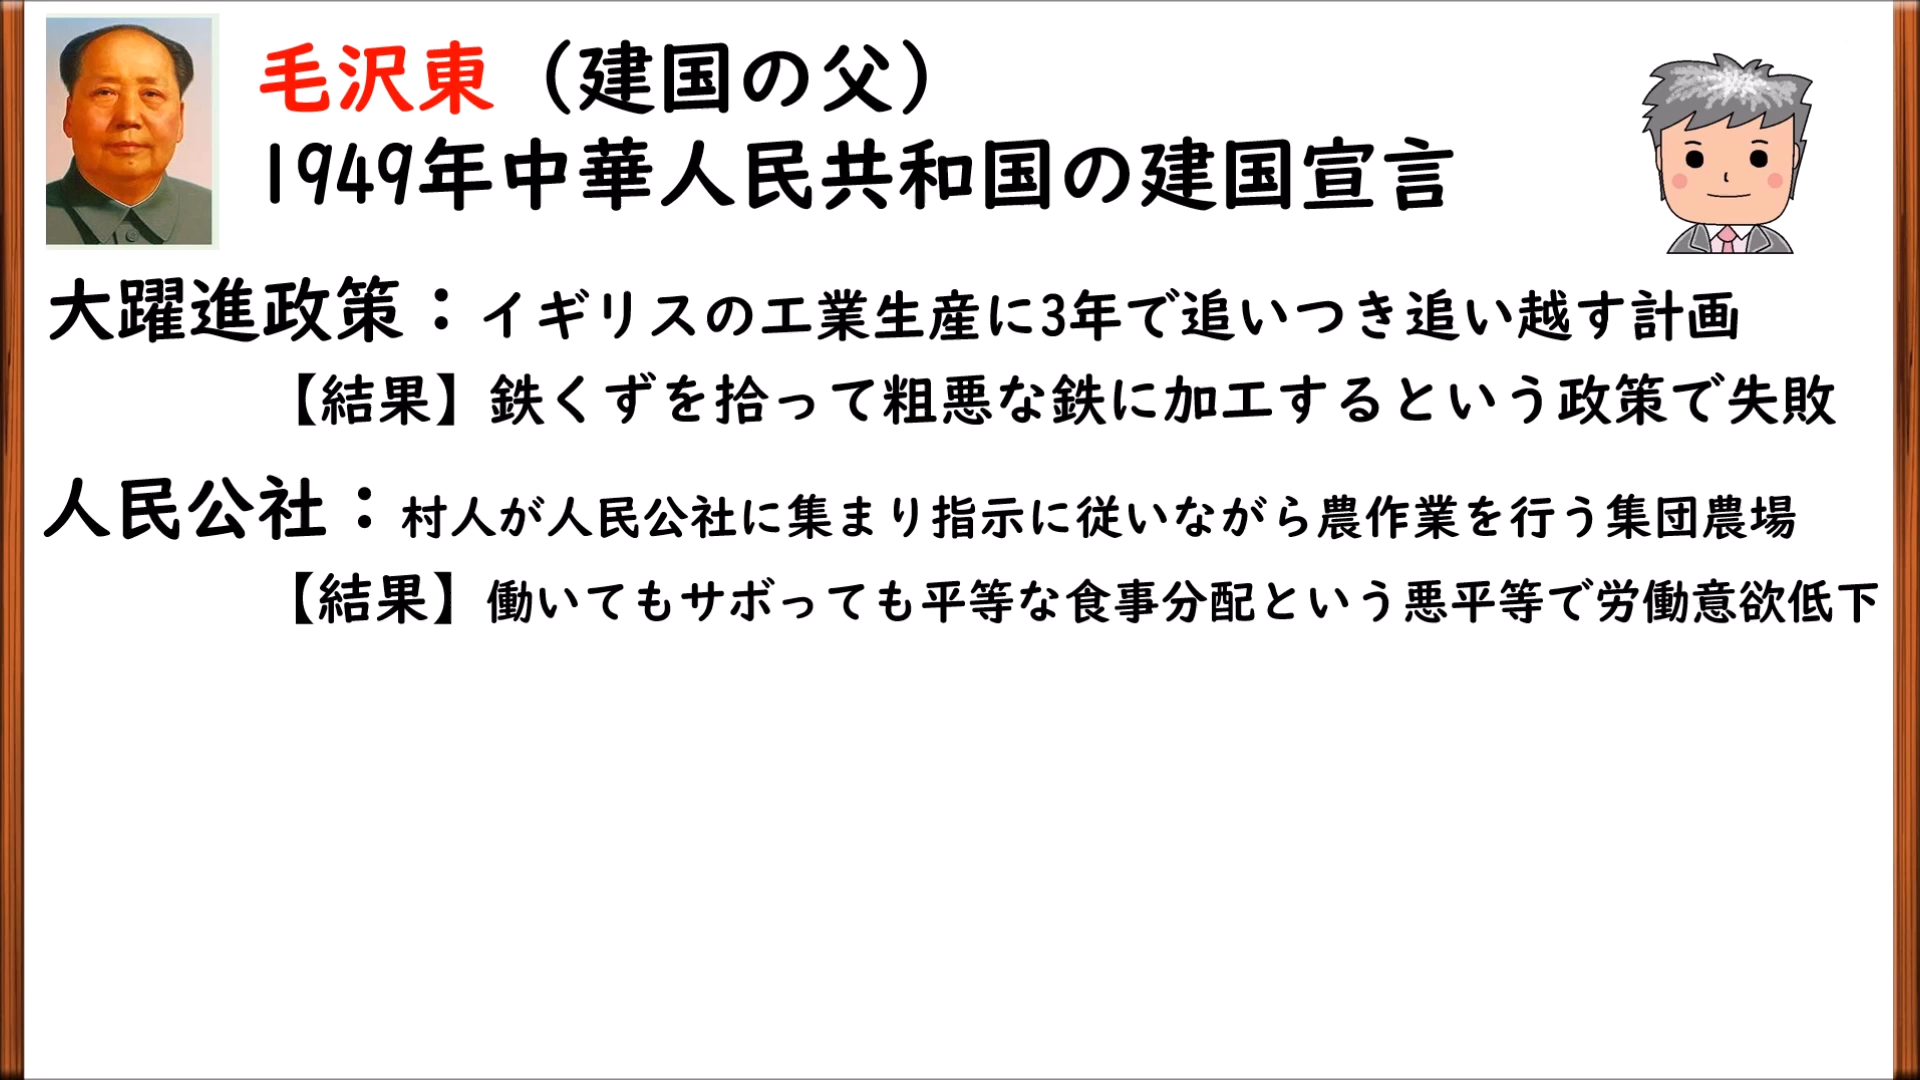 毛沢東（建国の父）
1949年中華人民共和国の建国宣言
大躍進政策：イギリスの工業生産に3年で追いつき追い越す計画
【結果】鉄くずを拾って粗悪な鉄に加工するという政策で失敗
人民公社：村人が人民公社に集まり指示に従いながら農作業を行う集団農場
【結果】働いてもサボっても平等な食事分配という悪平等で労働意欲低下